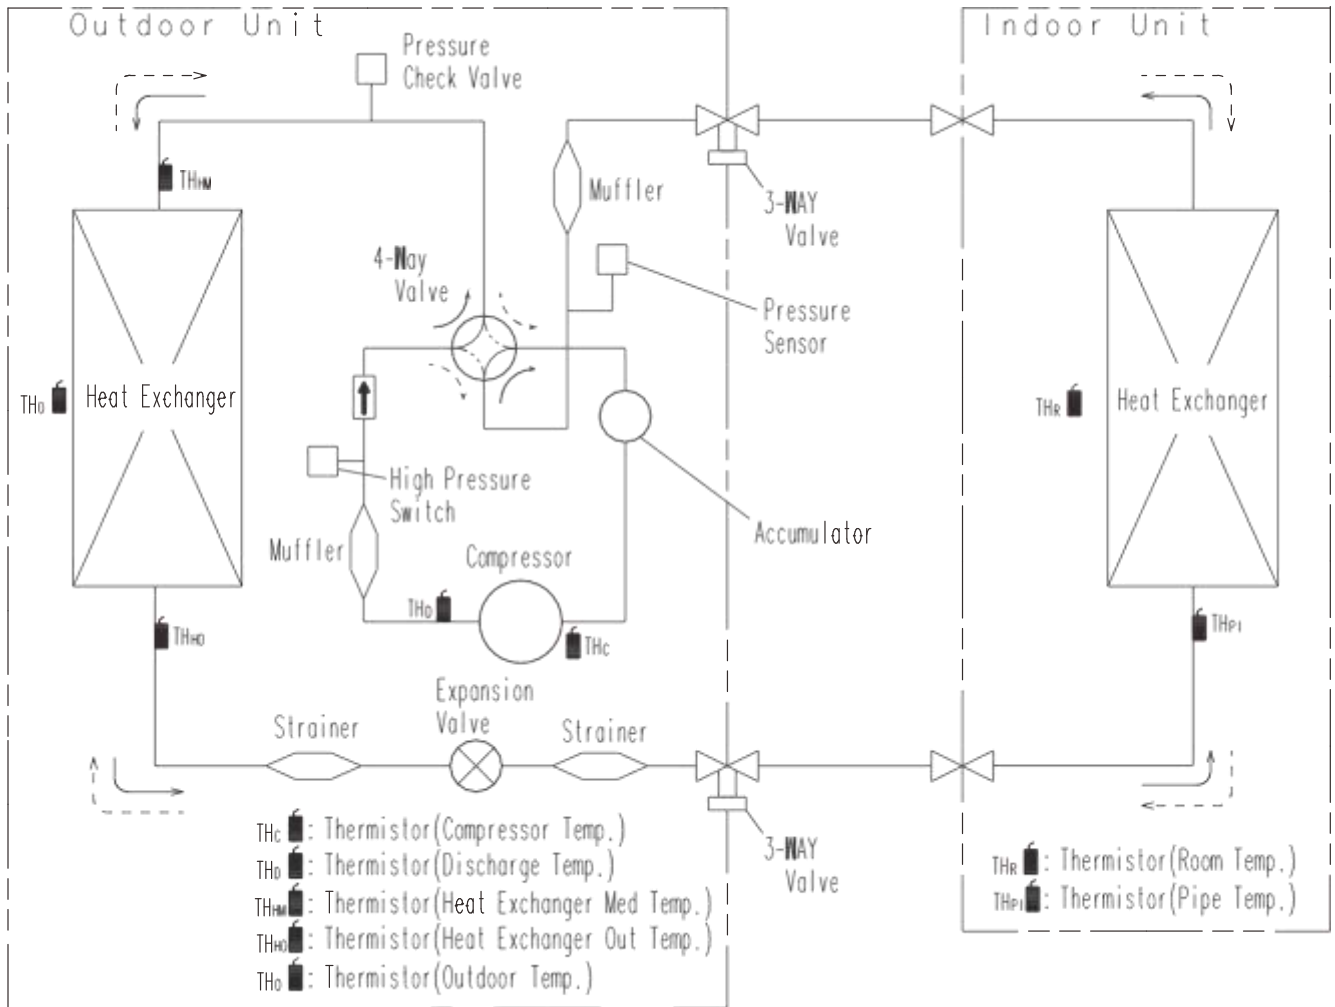 Outdoor Unit
Indoor Unit
Pressure
Check Valve
THHM
Muffler
3-WAY
Valve
4-Way
Valve
Pressure
Sensor
THO
Heat Exchanger
THR
Heat Exchanger
High Pressure
Switch
Accumulator
Muffler
Compressor
THD
THHO
THC
THPI
Expansion
Valve
Strainer
Strainer
THC : Thermistor(Compressor Temp.)
THD : Thermistor(Discharge Temp.)
THHM : Thermistor(Heat Exchanger Med Temp.)
THHO : Thermistor(Heat Exchanger Out Temp.)
THO : Thermistor(Outdoor Temp.)
3-WAY
Valve
THR : Thermistor(Room Temp.)
THPI : Thermistor(Pipe Temp.)